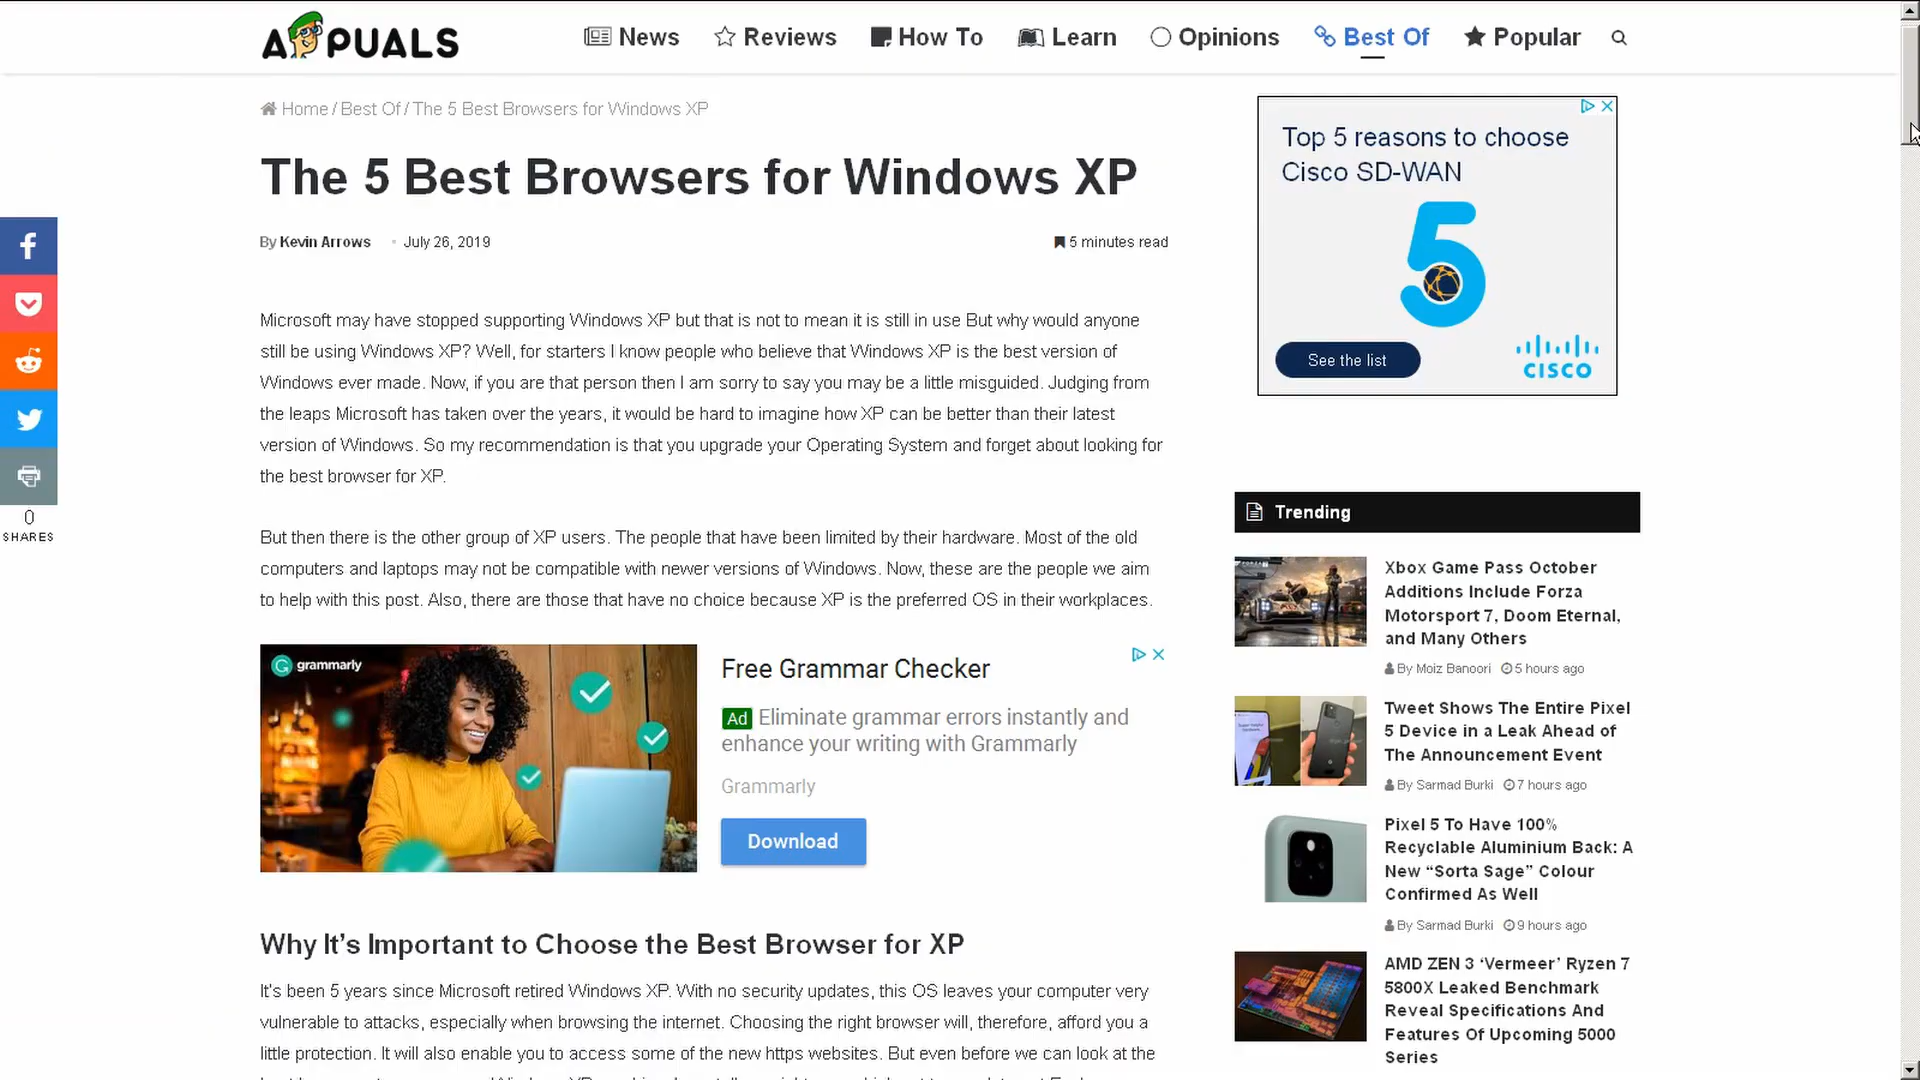 APPUALS
News
Reviews
How To
Learn
Opinions
Best Of
Popular
Home / Best Of / The 5 Best Browsers for Windows XP
The 5 Best Browsers for Windows XP
By Kevin Arrows
July 26, 2019
5 minutes read
0
SHARES
Microsoft may have stopped supporting Windows XP but that is not to mean it is still in use But why would anyone
still be using Windows XP? Well, for starters I know people who believe that Windows XP is the best version of
Windows ever made. Now, if you are that person then I am sorry to say you may be a little misguided. Judging from
the leaps Microsoft has taken over the years, it would be hard to imagine how XP can be better than their latest
version of Windows. So my recommendation is that you upgrade your Operating System and forget about looking for
the best browser for XP.
But then there is the other group of XP users. The people that have been limited by their hardware. Most of the old
computers and laptops may not be compatible with newer versions of Windows. Now, these are the people we aim
to help with this post. Also, there are those that have no choice because XP is the preferred OS in their workplaces.
grammarly
Free Grammar Checker
Ad Eliminate grammar errors instantly and
enhance your writing with Grammarly
Grammarly
Download
Why It's Important to Choose the Best Browser for XP
It's been 5 years since Microsoft retired Windows XP. With no security updates, this OS leaves your computer very
vulnerable to attacks, especially when browsing the internet. Choosing the right browser will, therefore, afford you a
little protection. It will also enable you to access some of the new https websites. But even before we can look at the
Top 5 reasons to choose
Cisco SD-WAN
5
See the list
CISCO
Trending
Xbox Game Pass October
Additions Include Forza
Motorsport 7, Doom Eternal,
and Many Others
By Moiz Banoori 5 hours ago
Tweet Shows The Entire Pixel
5 Device in a Leak Ahead of
The Announcement Event
By Sarmad Burki 7 hours ago
Pixel 5 To Have 100%
Recyclable Aluminium Back: A
New “Sorta Sage” Colour
Confirmed As Well
By Sarmad Burki 9 hours ago
AMD ZEN 3 ‘Vermeer’ Ryzen 7
5800X Leaked Benchmark
Reveal Specifications And
Features Of Upcoming 5000
Series